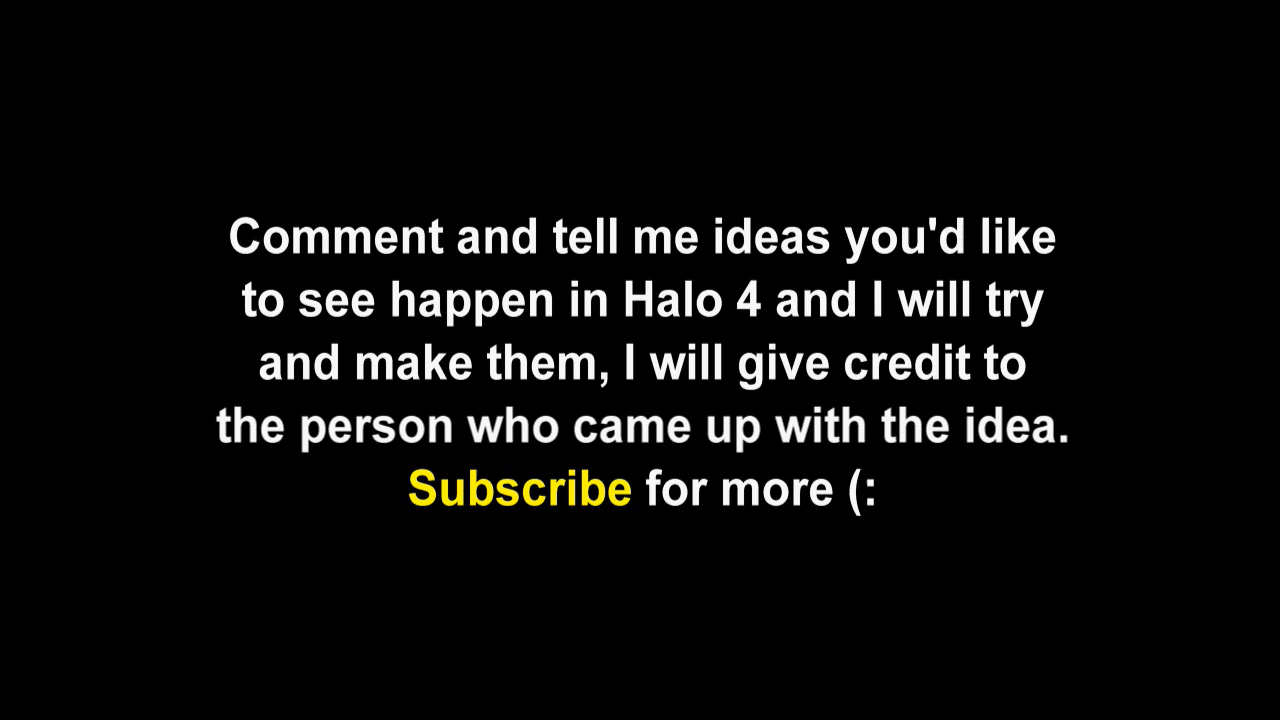 Comment and tell me ideas you'd like
to see happen in Halo 4 and I will try
and make them, I will give credit to
the person who came up with the idea.
Subscribe for more (: